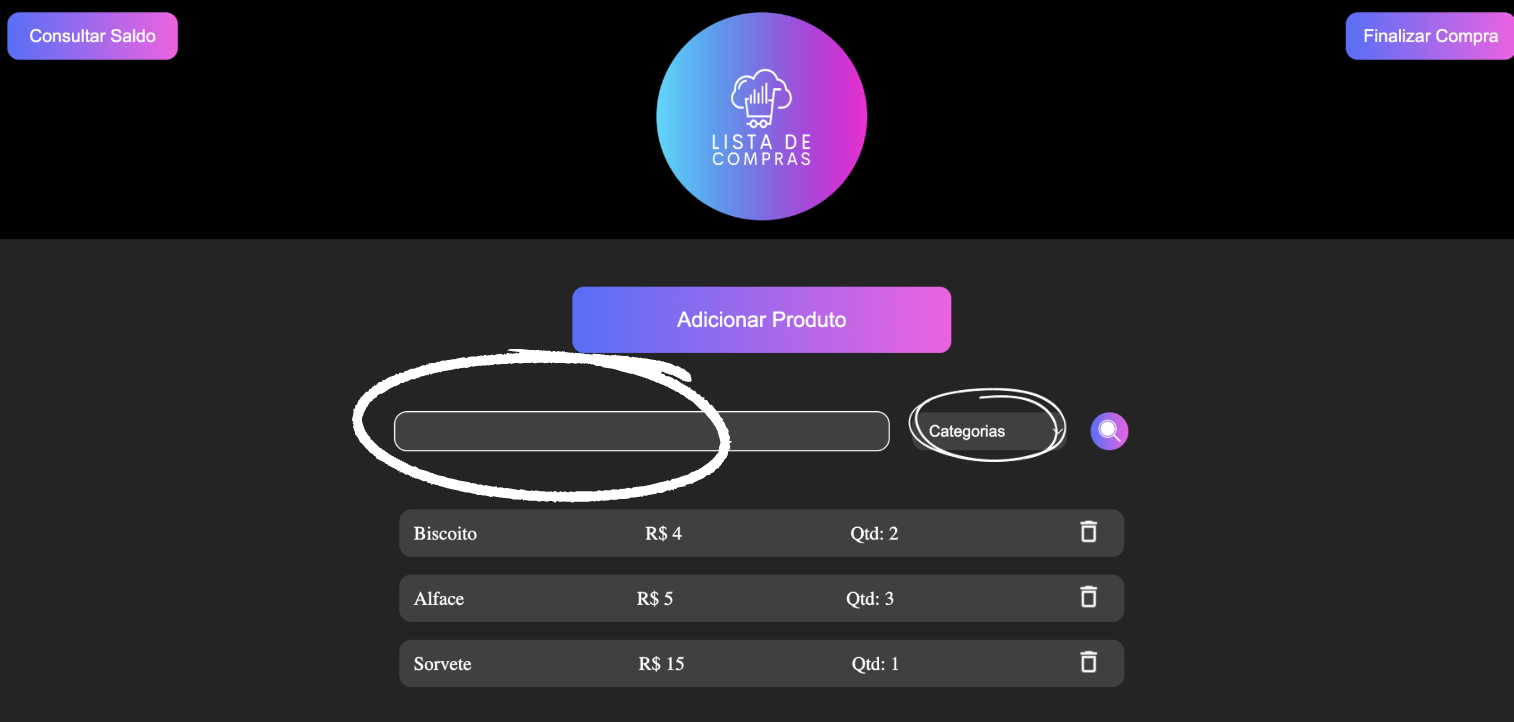 Consultar Saldo
Finalizar Compra
LISTA DE
COMPRAS
Adicionar Produto
Categorias
Biscoito R$ 4 Qtd: 2
Alface R$ 5 Qtd: 3
Sorvete R$ 15 Qtd: 1